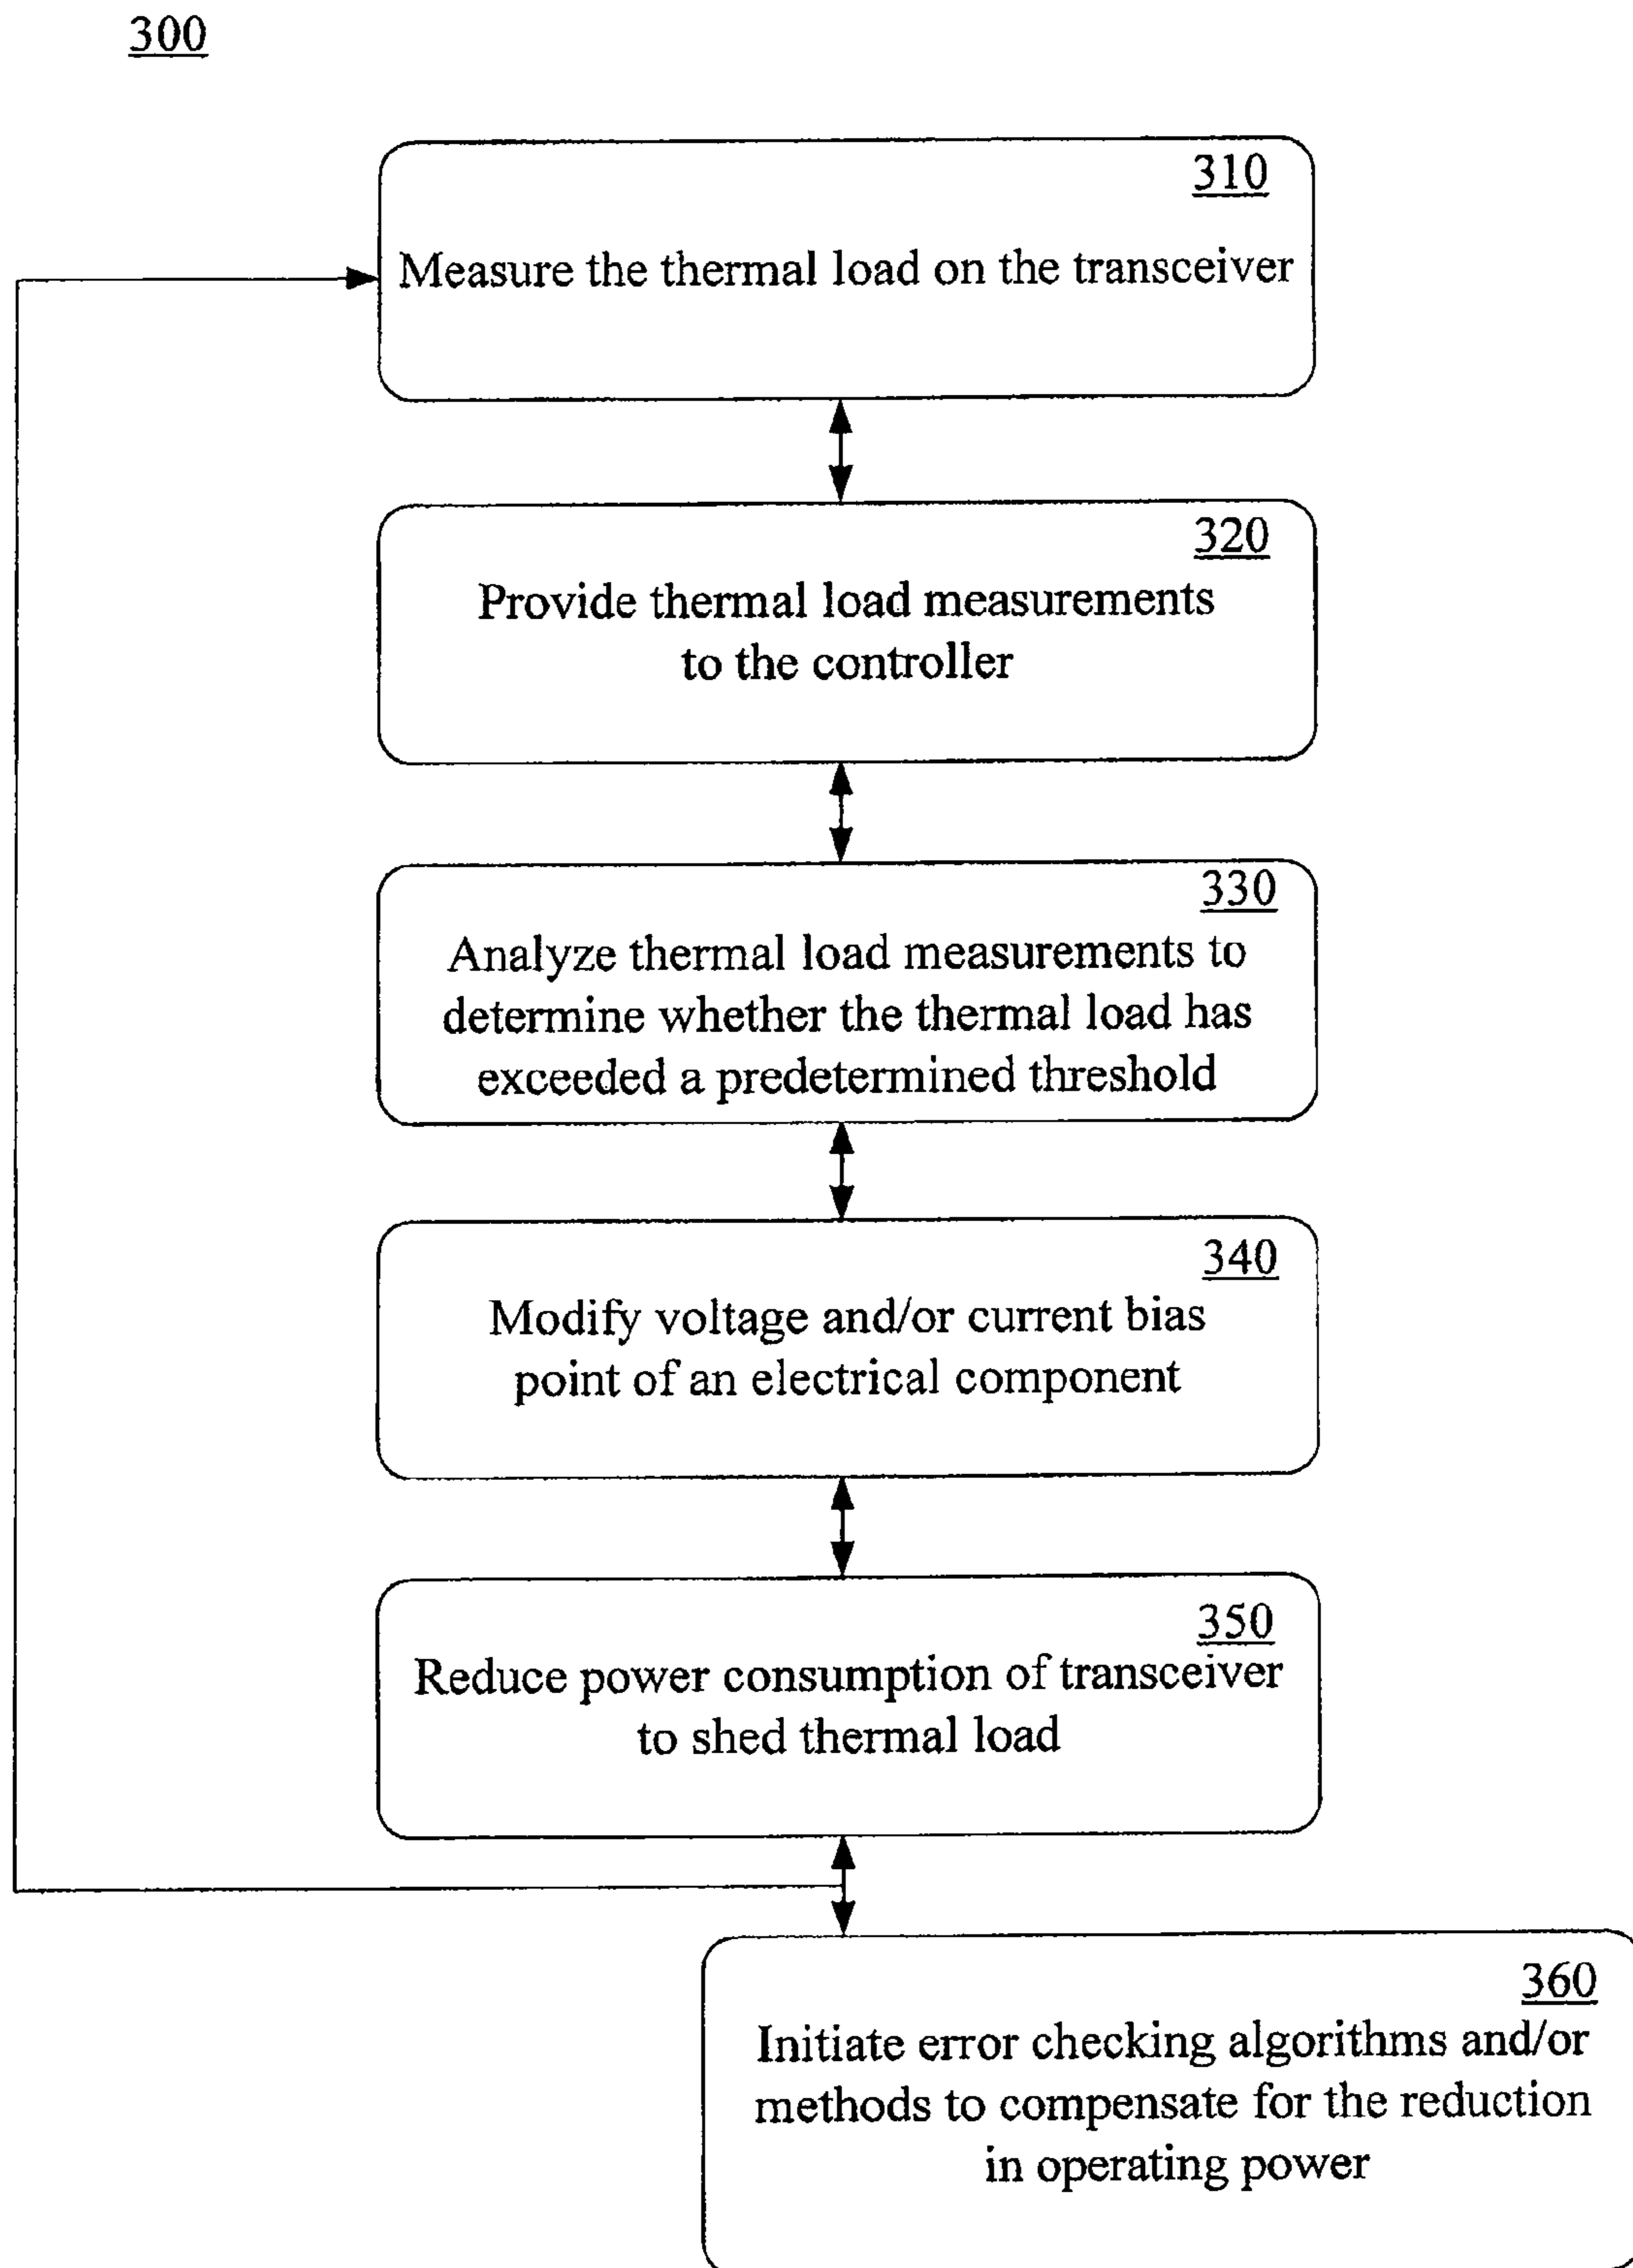 300
310
Measure the thermal load on the transceiver
320
Provide thermal load measurements
to the controller
330
Analyze thermal load measurements to
determine whether the thermal load has
exceeded a predetermined threshold
340
Modify voltage and/or current bias
point of an electrical component
350
Reduce power consumption of transceiver
to shed thermal load
360
Initiate error checking algorithms and/or
methods to compensate for the reduction
in operating power